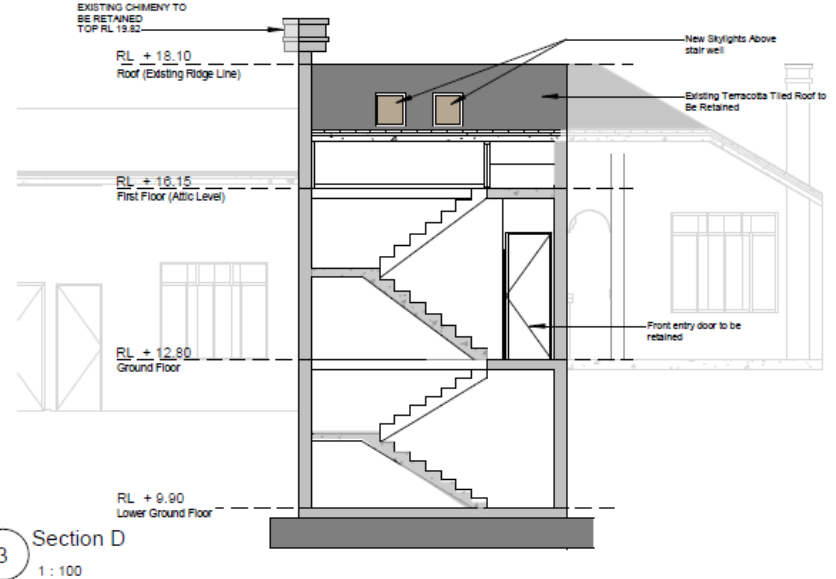 EXISTING CHIMENY TO
BE RETAINED
TOP RL 19.82
RL + 18.10
Roof (Existing Ridge Line)
New Skylights Above
stair well
Existing Terracotta Tiled Roof to
Be Retained
RL + 16.15
First Floor (Attic Level)
Front entry door to be
retained
RL + 12.80
Ground Floor
RL + 9.90
Lower Ground Floor
3
Section D
1 : 100